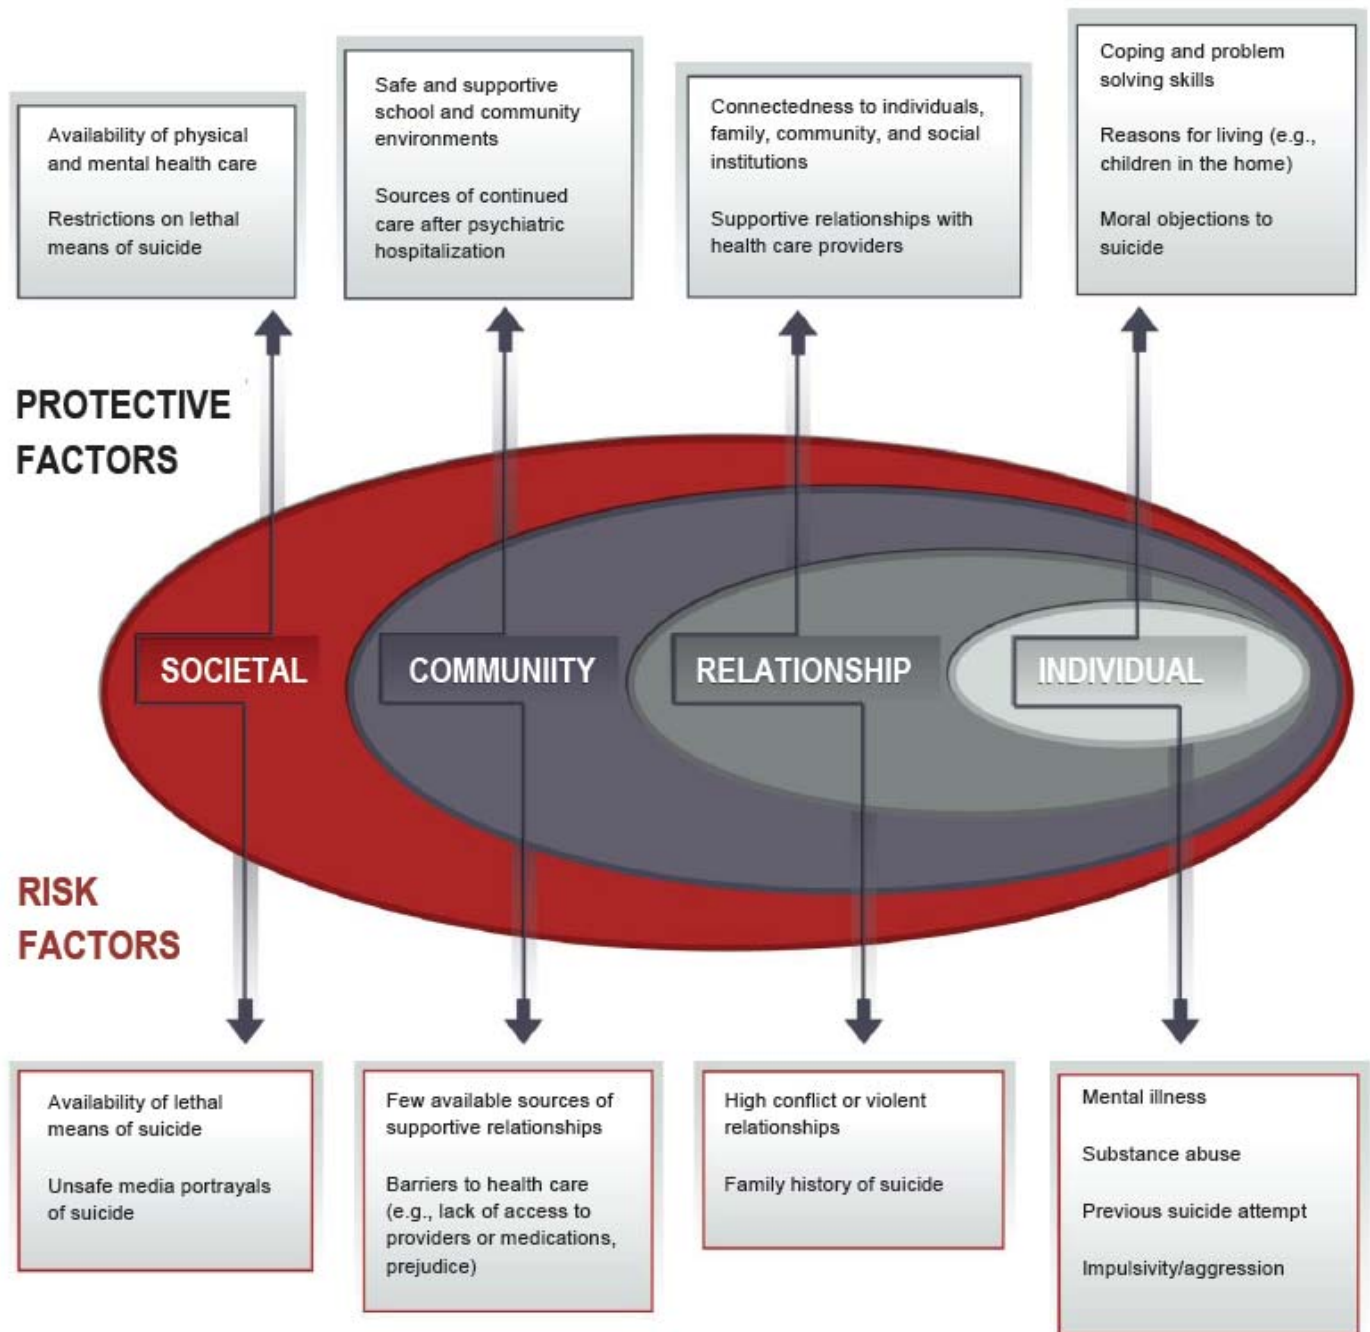 Availability of physical
and mental health care
Restrictions on lethal
means of suicide
Safe and supportive
school and community
environments
Sources of continued
care after psychiatric
hospitalization
Connectedness to individuals,
family, community, and social
institutions
Supportive relationships with
health care providers
Coping and problem
solving skills
Reasons for living (e.g.,
children in the home)
Moral objections to
suicide
PROTECTIVE
FACTORS
SOCIETAL
COMMUNIITY
RELATIONSHIP
INDIVIDUAL
RISK
FACTORS
Availability of lethal
means of suicide
Unsafe media portrayals
of suicide
Few available sources of
supportive relationships
Barriers to health care
(e.g., lack of access to
providers or medications,
prejudice)
High conflict or violent
relationships
Family history of suicide
Mental illness
Substance abuse
Previous suicide attempt
Impulsivity/aggression